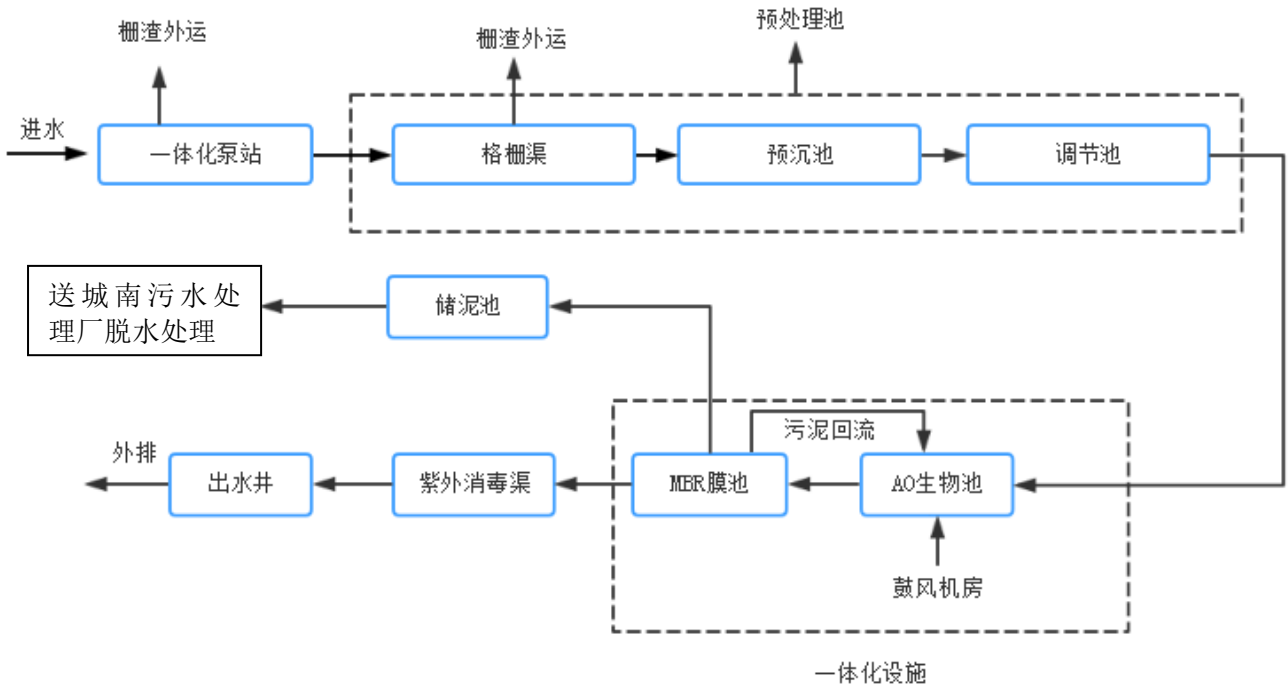 栅渣外运
栅渣外运
预处理池
进水
一体化泵站
格栅渠
预沉池
调节池
送城南污水处
理厂脱水处理
储泥池
污泥回流
外排
出水井
紫外消毒渠
MBR膜池
AO生物池
鼓风机房
一体化设施